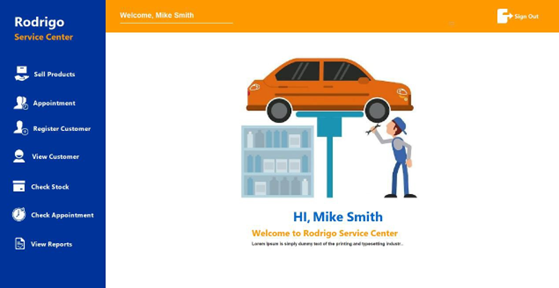 Rodrigo
Service Center
Welcome, Mike Smith
Sign Out
Sell Products
Appointment
Register Customer
View Customer
Check Stock
Check Appointment
View Reports
HI, Mike Smith
Welcome to Rodrigo Service Center
Lorem Ipsum is simply dummy text of the printing and typesetting industr.